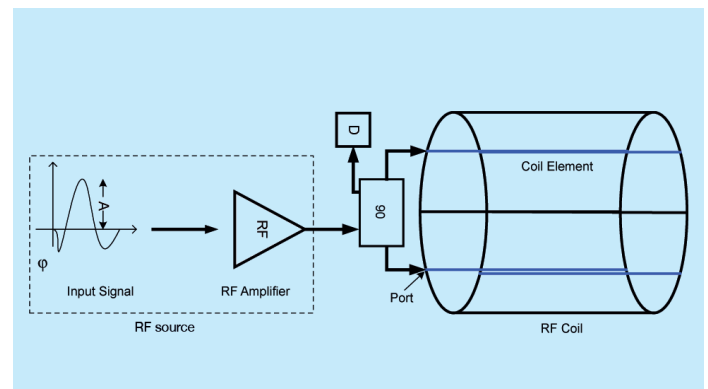 D
Coil Element
90
A
RF
φ
Port
Input Signal
RF Amplifier
RF source
RF Coil